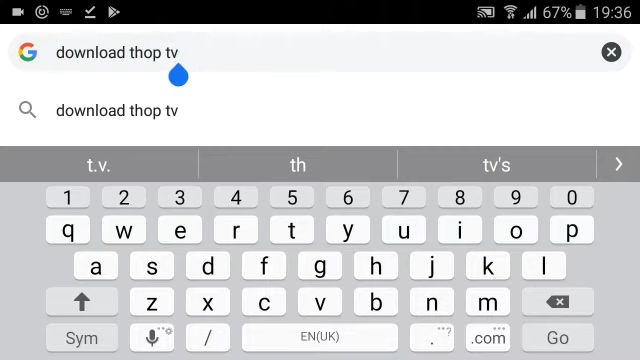 67% 19:36
download thop tv
download thop tv
t.v. th tv's
1 2 3 4 5 6 7 8 9 0
q w e r t y u i o p
a s d f g h j k l
z x c v b n m
Sym / EN(UK) . ? .com Go